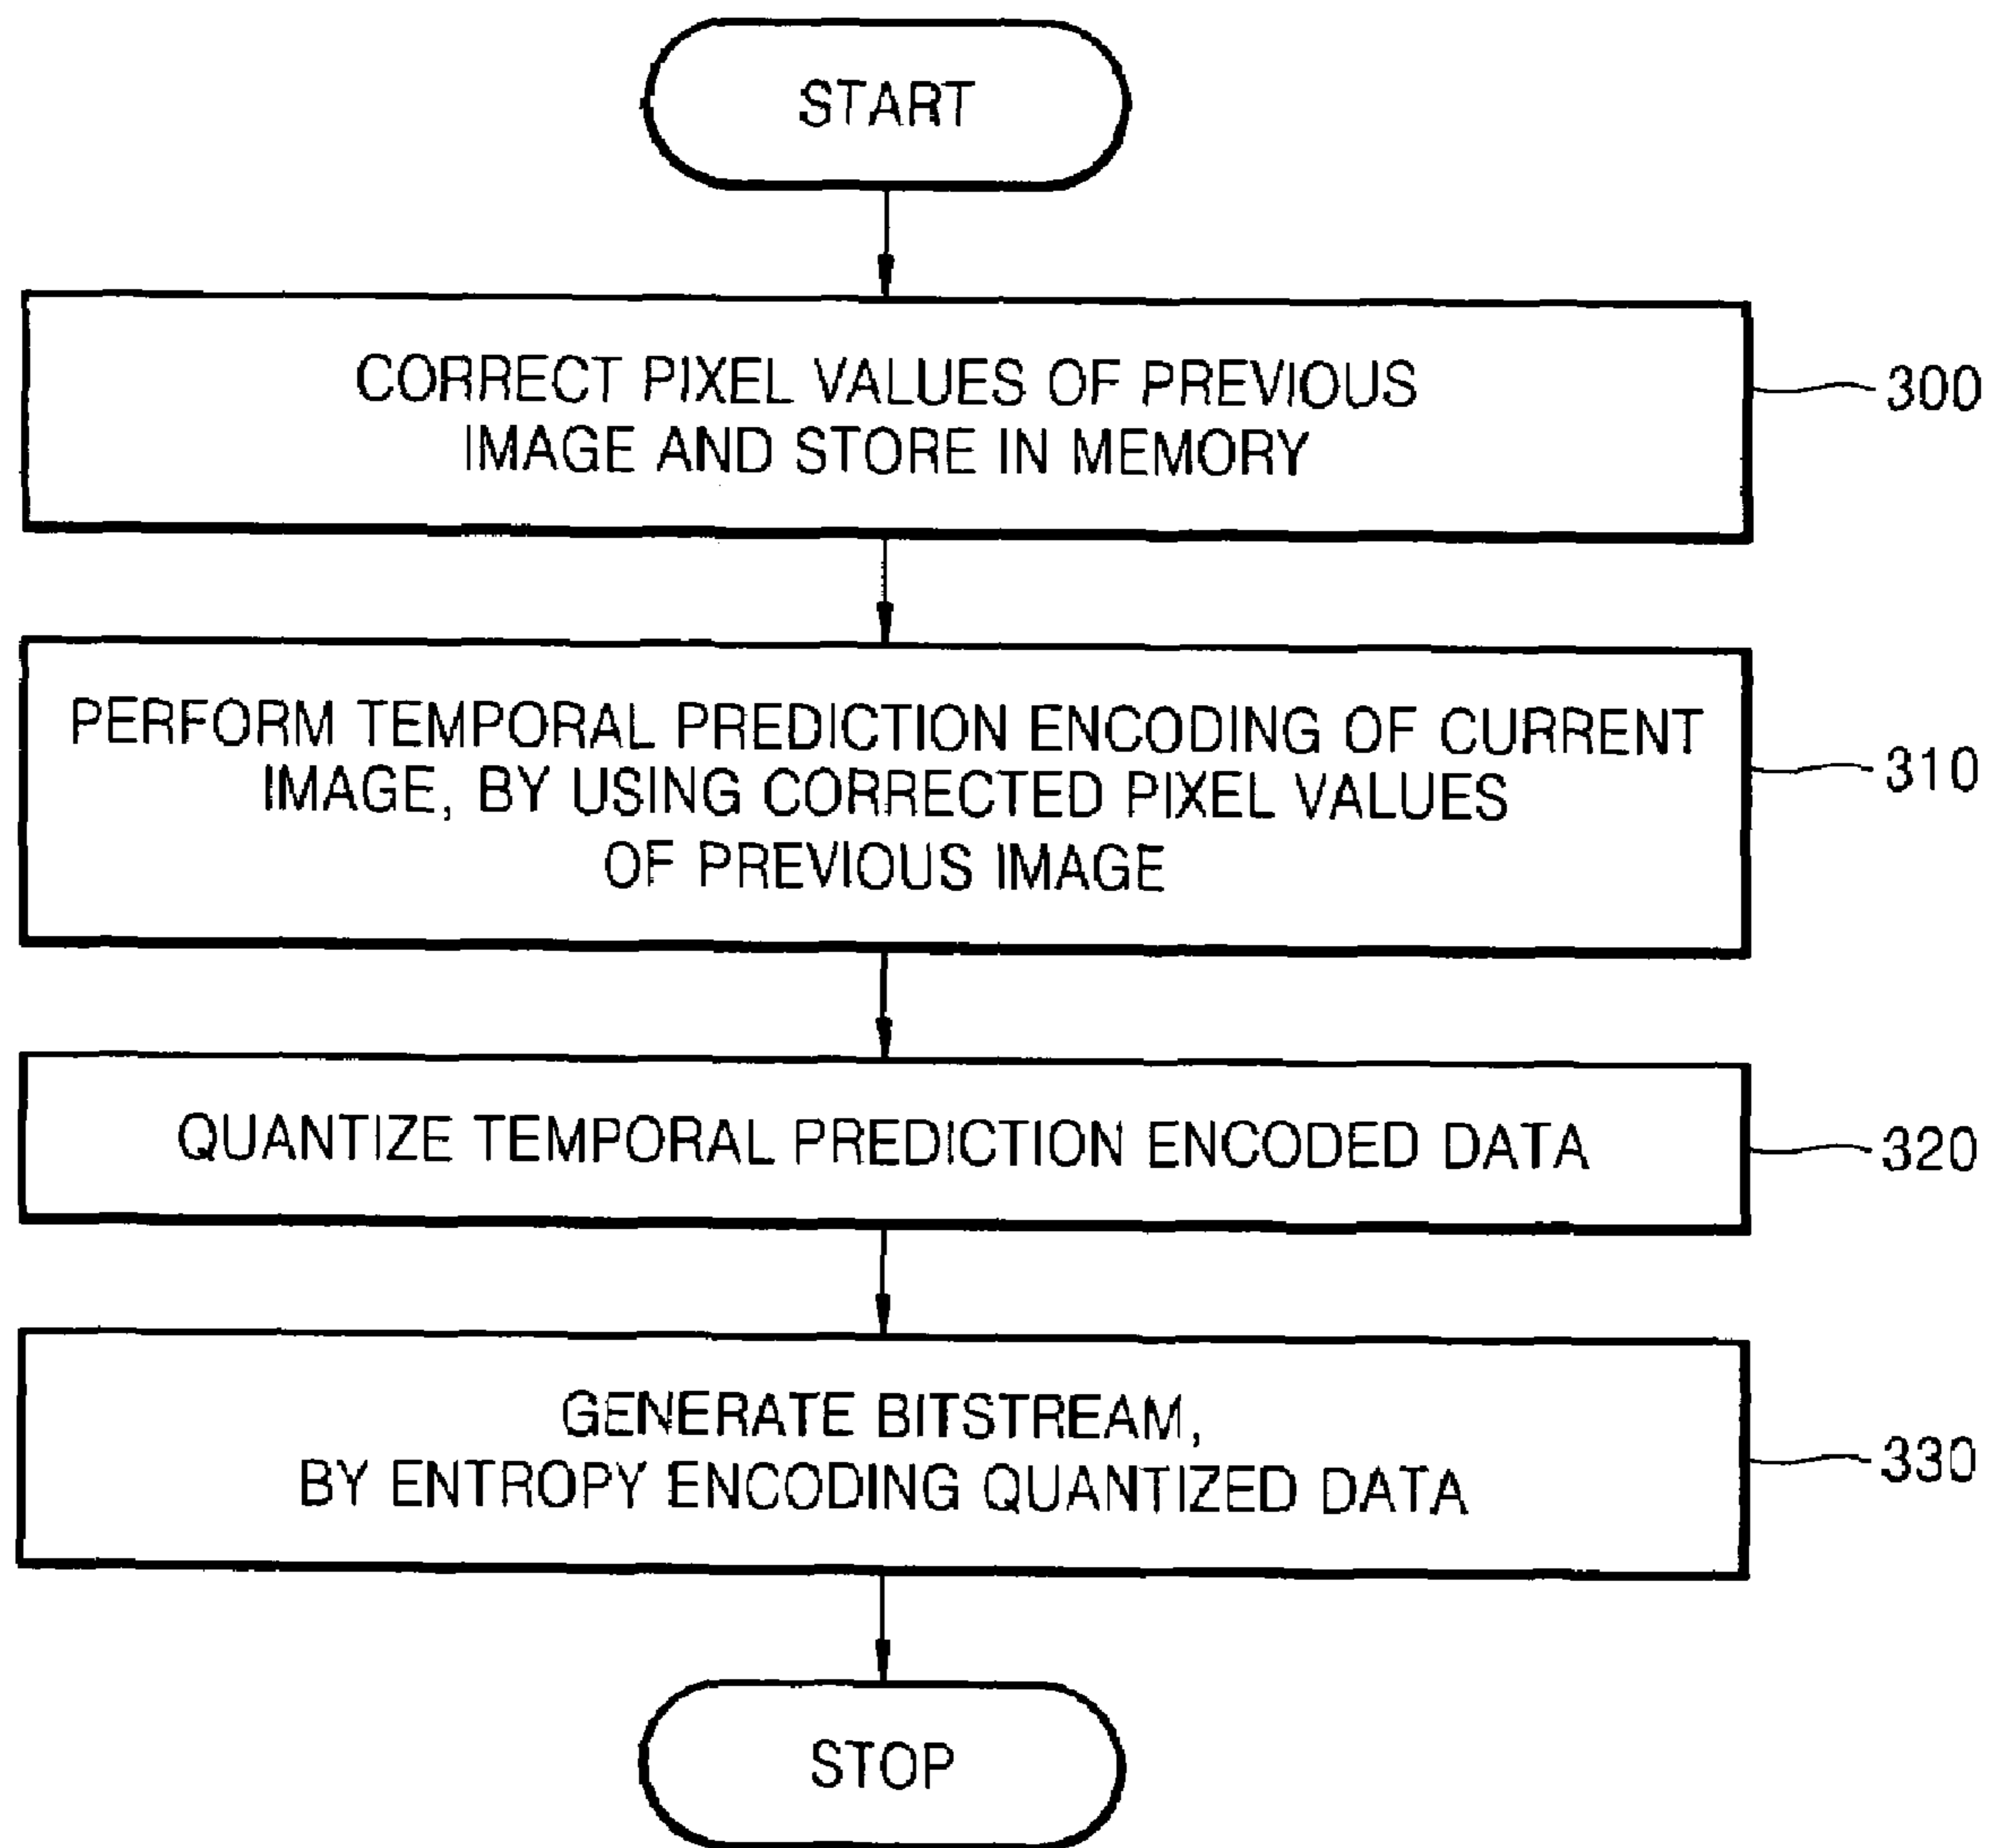 START
CORRECT PIXEL VALUES OF PREVIOUS
IMAGE AND STORE IN MEMORY
300
PERFORM TEMPORAL PREDICTION ENCODING OF CURRENT
IMAGE, BY USING CORRECTED PIXEL VALUES
OF PREVIOUS IMAGE
310
QUANTIZE TEMPORAL PREDICTION ENCODED DATA
320
GENERATE BITSTREAM,
BY ENTROPY ENCODING QUANTIZED DATA
330
STOP